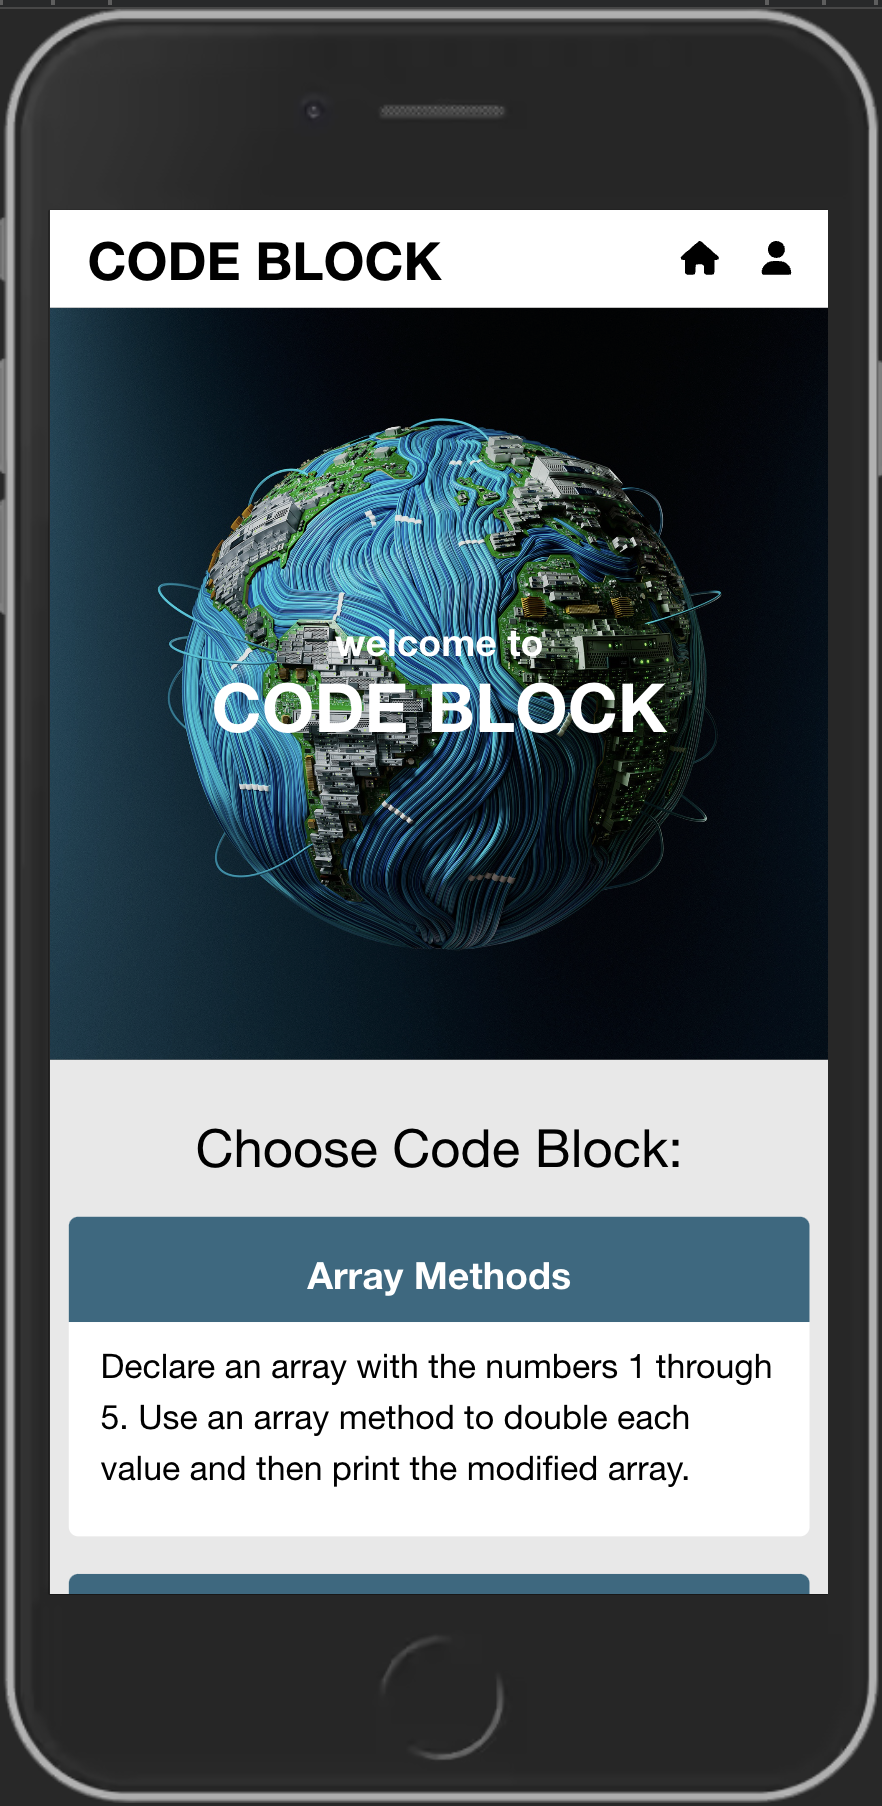 CODE BLOCK
welcome to
CODE BLOCK
Choose Code Block:
Array Methods
Declare an array with the numbers 1 through
5. Use an array method to double each
value and then print the modified array.